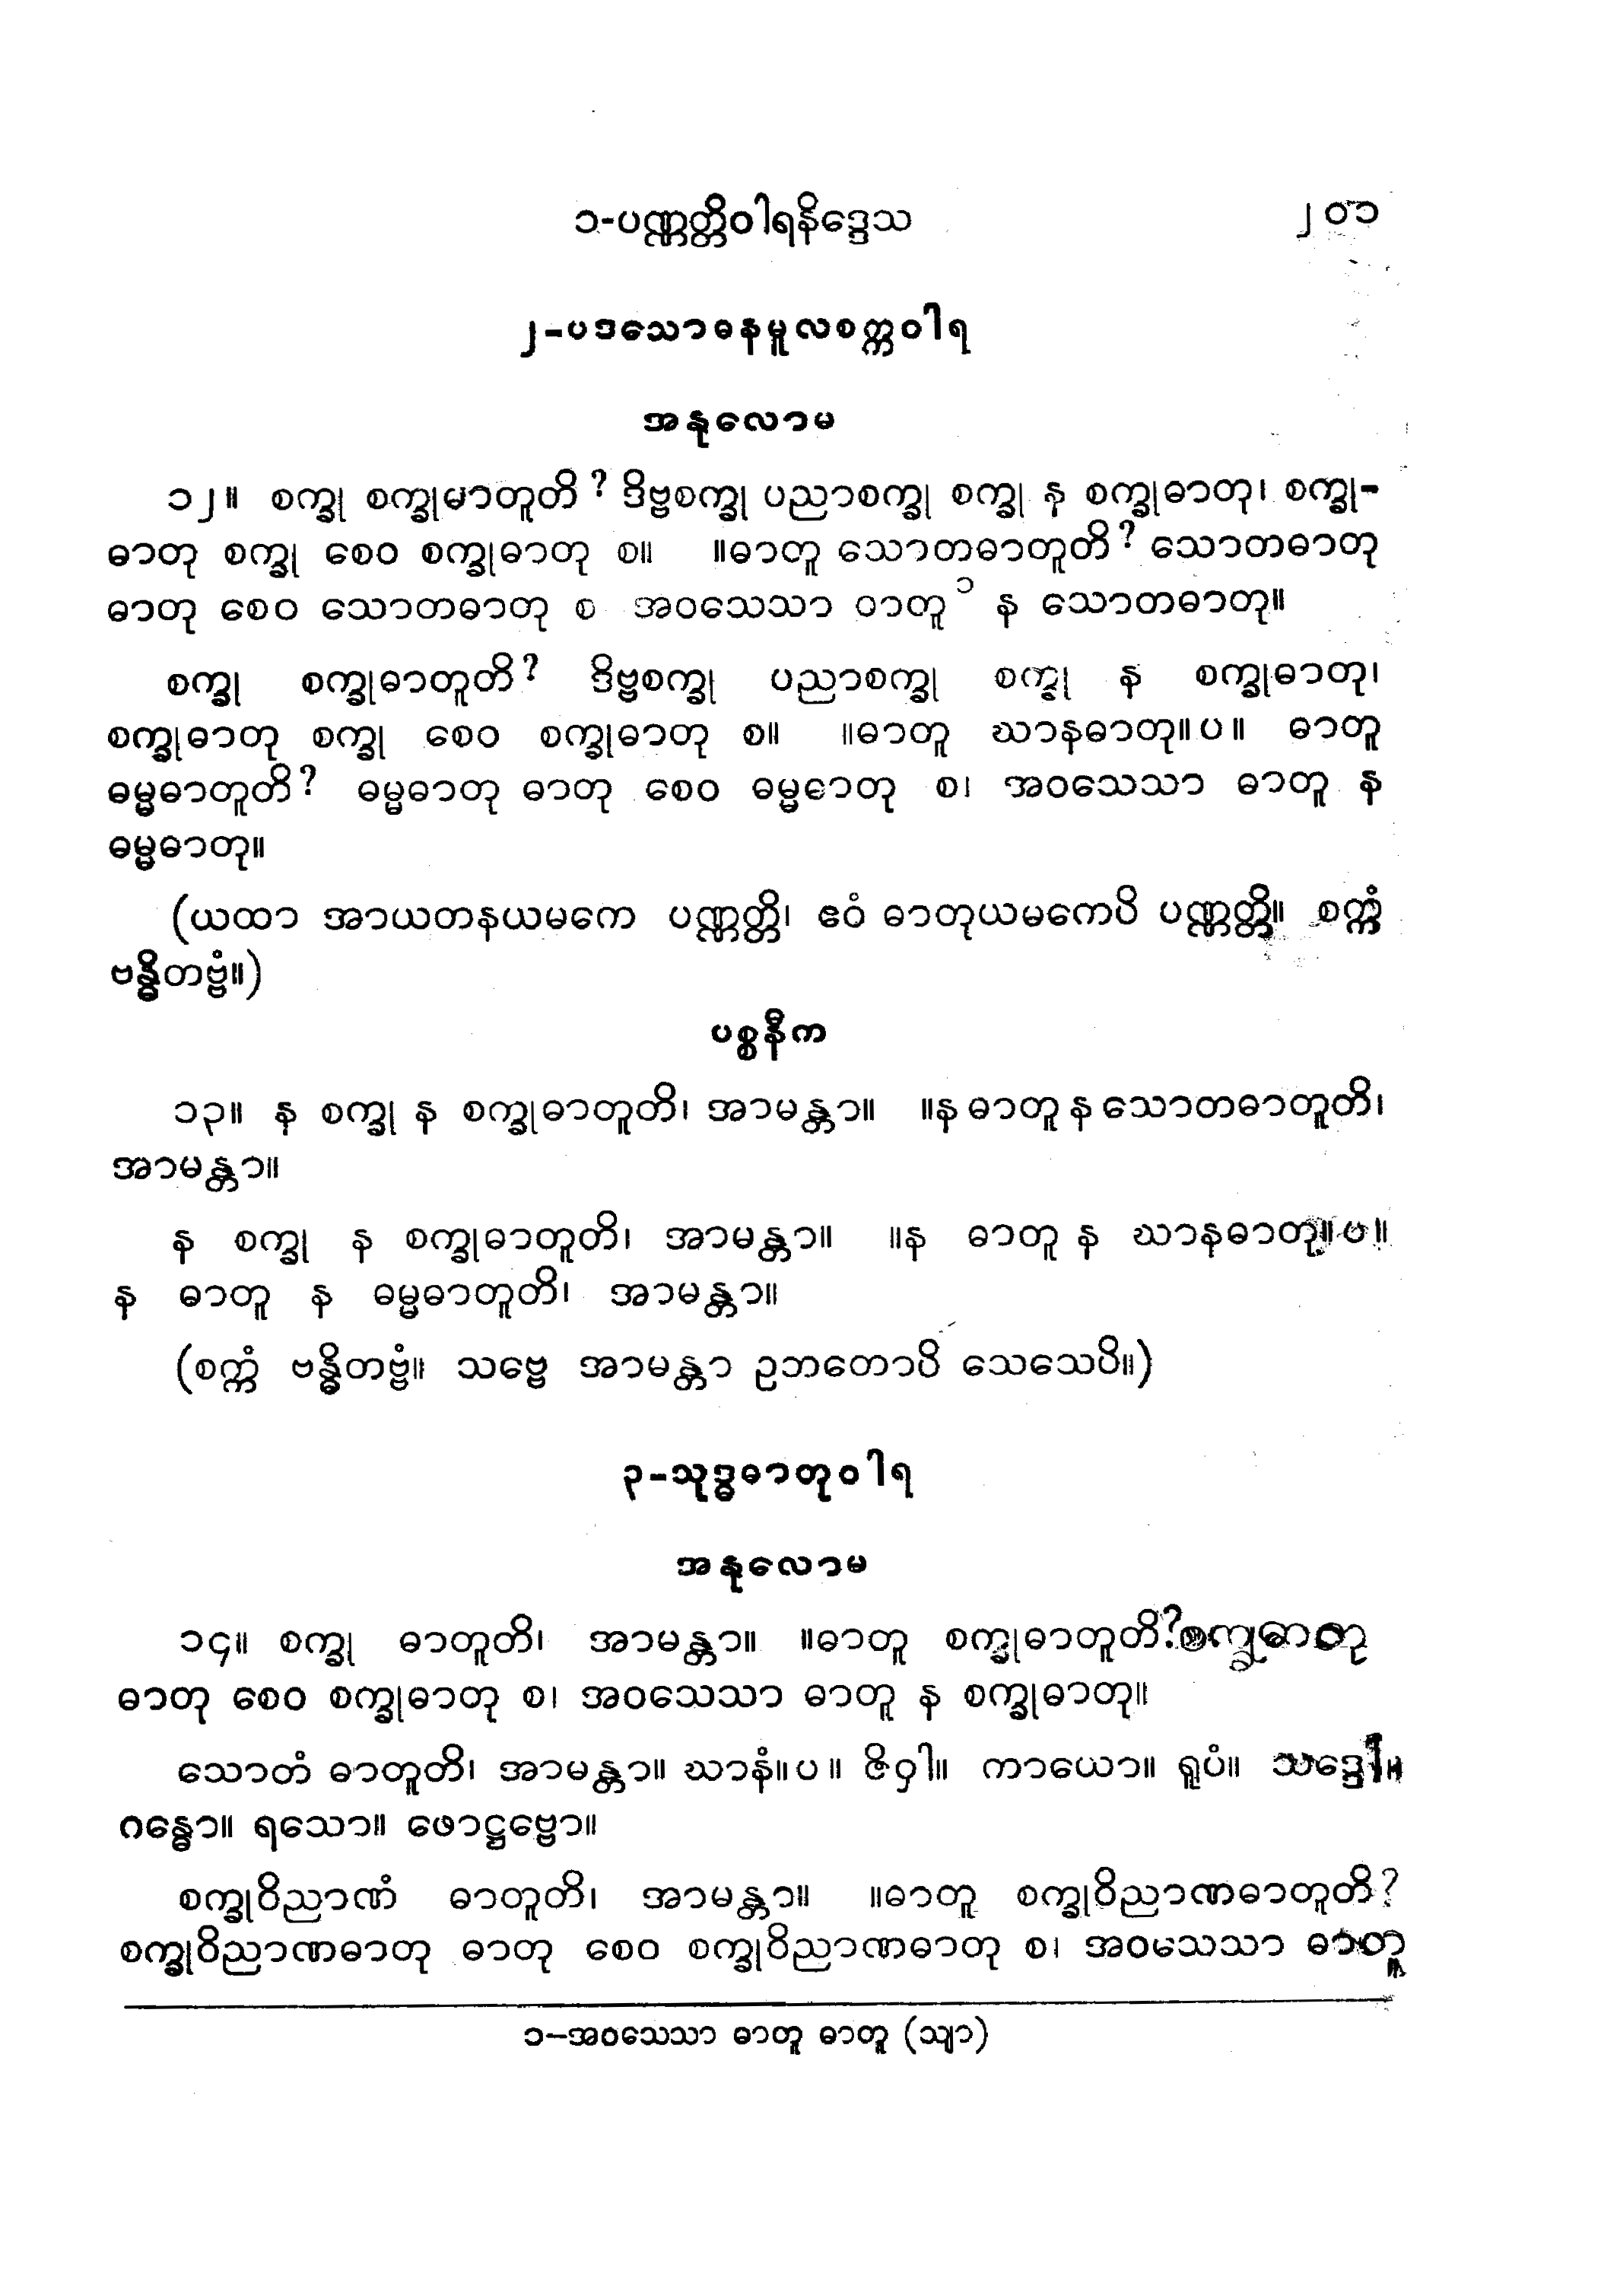 ၁-ပဏ္ဏတ္တိဝါရနိဒ္ဒေသ ၂၀၁
၂-ပဒသောဓနမူလစက္ကဝါရ
အနုလောမ
၁၂။ စက္ခု စက္ခုဓာတူတိ? ဒိဗ္ဗစက္ခု ပညာစက္ခု စက္ခု န စက္ခုဓာတု၊ စက္ခု-
ဓာတု စက္ခု စေဝ စက္ခုဓာတု စ။ ။ဓာတူ သောတဓာတူတိ? သောတဓာတု
ဓာတု စေဝ သောတဓာတု စ အဝသေသာ ဓာတူ ၁ န သောတဓာတု။
စက္ခု စက္ခုဓာတူတိ? ဒိဗ္ဗစက္ခု ပညာစက္ခု စက္ခု န စက္ခုဓာတု၊
စက္ခုဓာတု စက္ခု စေဝ စက္ခုဓာတု စ။ ။ဓာတူ ဃာနဓာတု။ပ။ ဓာတူ
ဓမ္မဓာတူတိ? ဓမ္မဓာတု ဓာတု စေဝ ဓမ္မဓာတု စ၊ အဝသေသာ ဓာတူ န
ဓမ္မဓာတု။
(ယထာ အာယတနယမကေ ပဏ္ဏတ္တိ၊ ဧဝံ ဓာတုယမကေပိ ပဏ္ဏတ္တိ။ စက္ကံ
ဗန္ဓိတဗ္ဗံ။)
ပစ္စနီက
၁၃။ န စက္ခု န စက္ခုဓာတူတိ၊ အာမန္တာ။ ။န ဓာတူ န သောတဓာတူတိ၊
အာမန္တာ။
န စက္ခု န စက္ခုဓာတူတိ၊ အာမန္တာ။ ။န ဓာတူ န ဃာနဓာတု။ပ။
န ဓာတူ န ဓမ္မဓာတူတိ၊ အာမန္တာ။
(စက္ကံ ဗန္ဓိတဗ္ဗံ။ သဗ္ဗေ အာမန္တာ ဥဘတောပိ သေသေပိ။)
၃-သုဒ္ဓဓာတုဝါရ
အနုလောမ
၁၄။ စက္ခု ဓာတူတိ၊ အာမန္တာ။ ။ဓာတူ စက္ခုဓာတူတိ? စက္ခုဓာတု
ဓာတု စေဝ စက္ခုဓာတု စ၊ အဝသေသာ ဓာတူ န စက္ခုဓာတု။
သောတံ ဓာတူတိ၊ အာမန္တာ။ ဃာနံ။ပ။ ဇိဝှါ။ ကာယော။ ရူပံ။ သဒ္ဒေါ။
ဂန္ဓော။ ရသော။ ဖောဋ္ဌဗ္ဗော။
စက္ခုဝိညာဏံ ဓာတူတိ၊ အာမန္တာ။ ။ဓာတူ စက္ခုဝိညာဏဓာတူတိ?
စက္ခုဝိညာဏဓာတု ဓာတု စေဝ စက္ခုဝိညာဏဓာတု စ၊ အဝသေသာ ဓာတူ
၁-အဝသေသာ ဓာတူ ဓာတူ (သျာ)